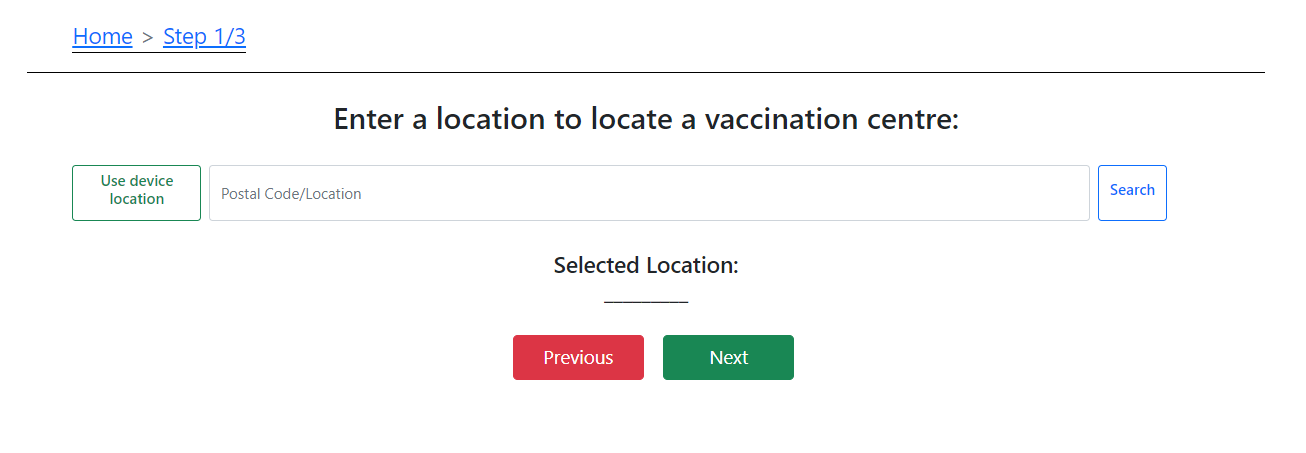 Home > Step 1/3
Enter a location to locate a vaccination centre:
Use device
location
Postal Code/Location
Search
Selected Location:
_________
Previous
Next